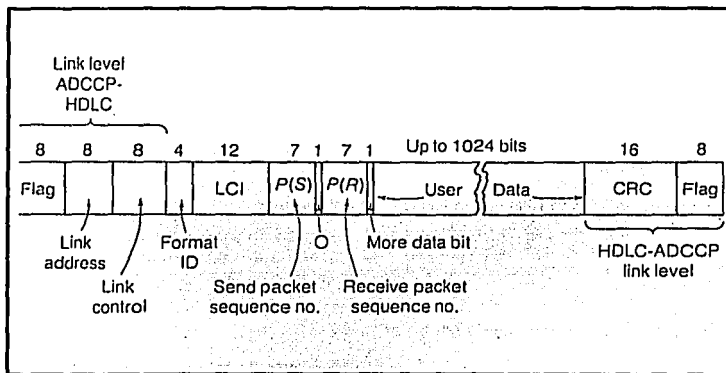 Link level
ADCCP-
HDLC
8 8 8 4 12 7 1 7 1 Up to 1024 bits 16 8
Flag LCI P(S) P(R) User Data CRC Flag
Link
address
Format
ID
O
More data bit
Link
control
Send packet
sequence no.
Receive packet
sequence no.
HDLC-ADCCP
link level